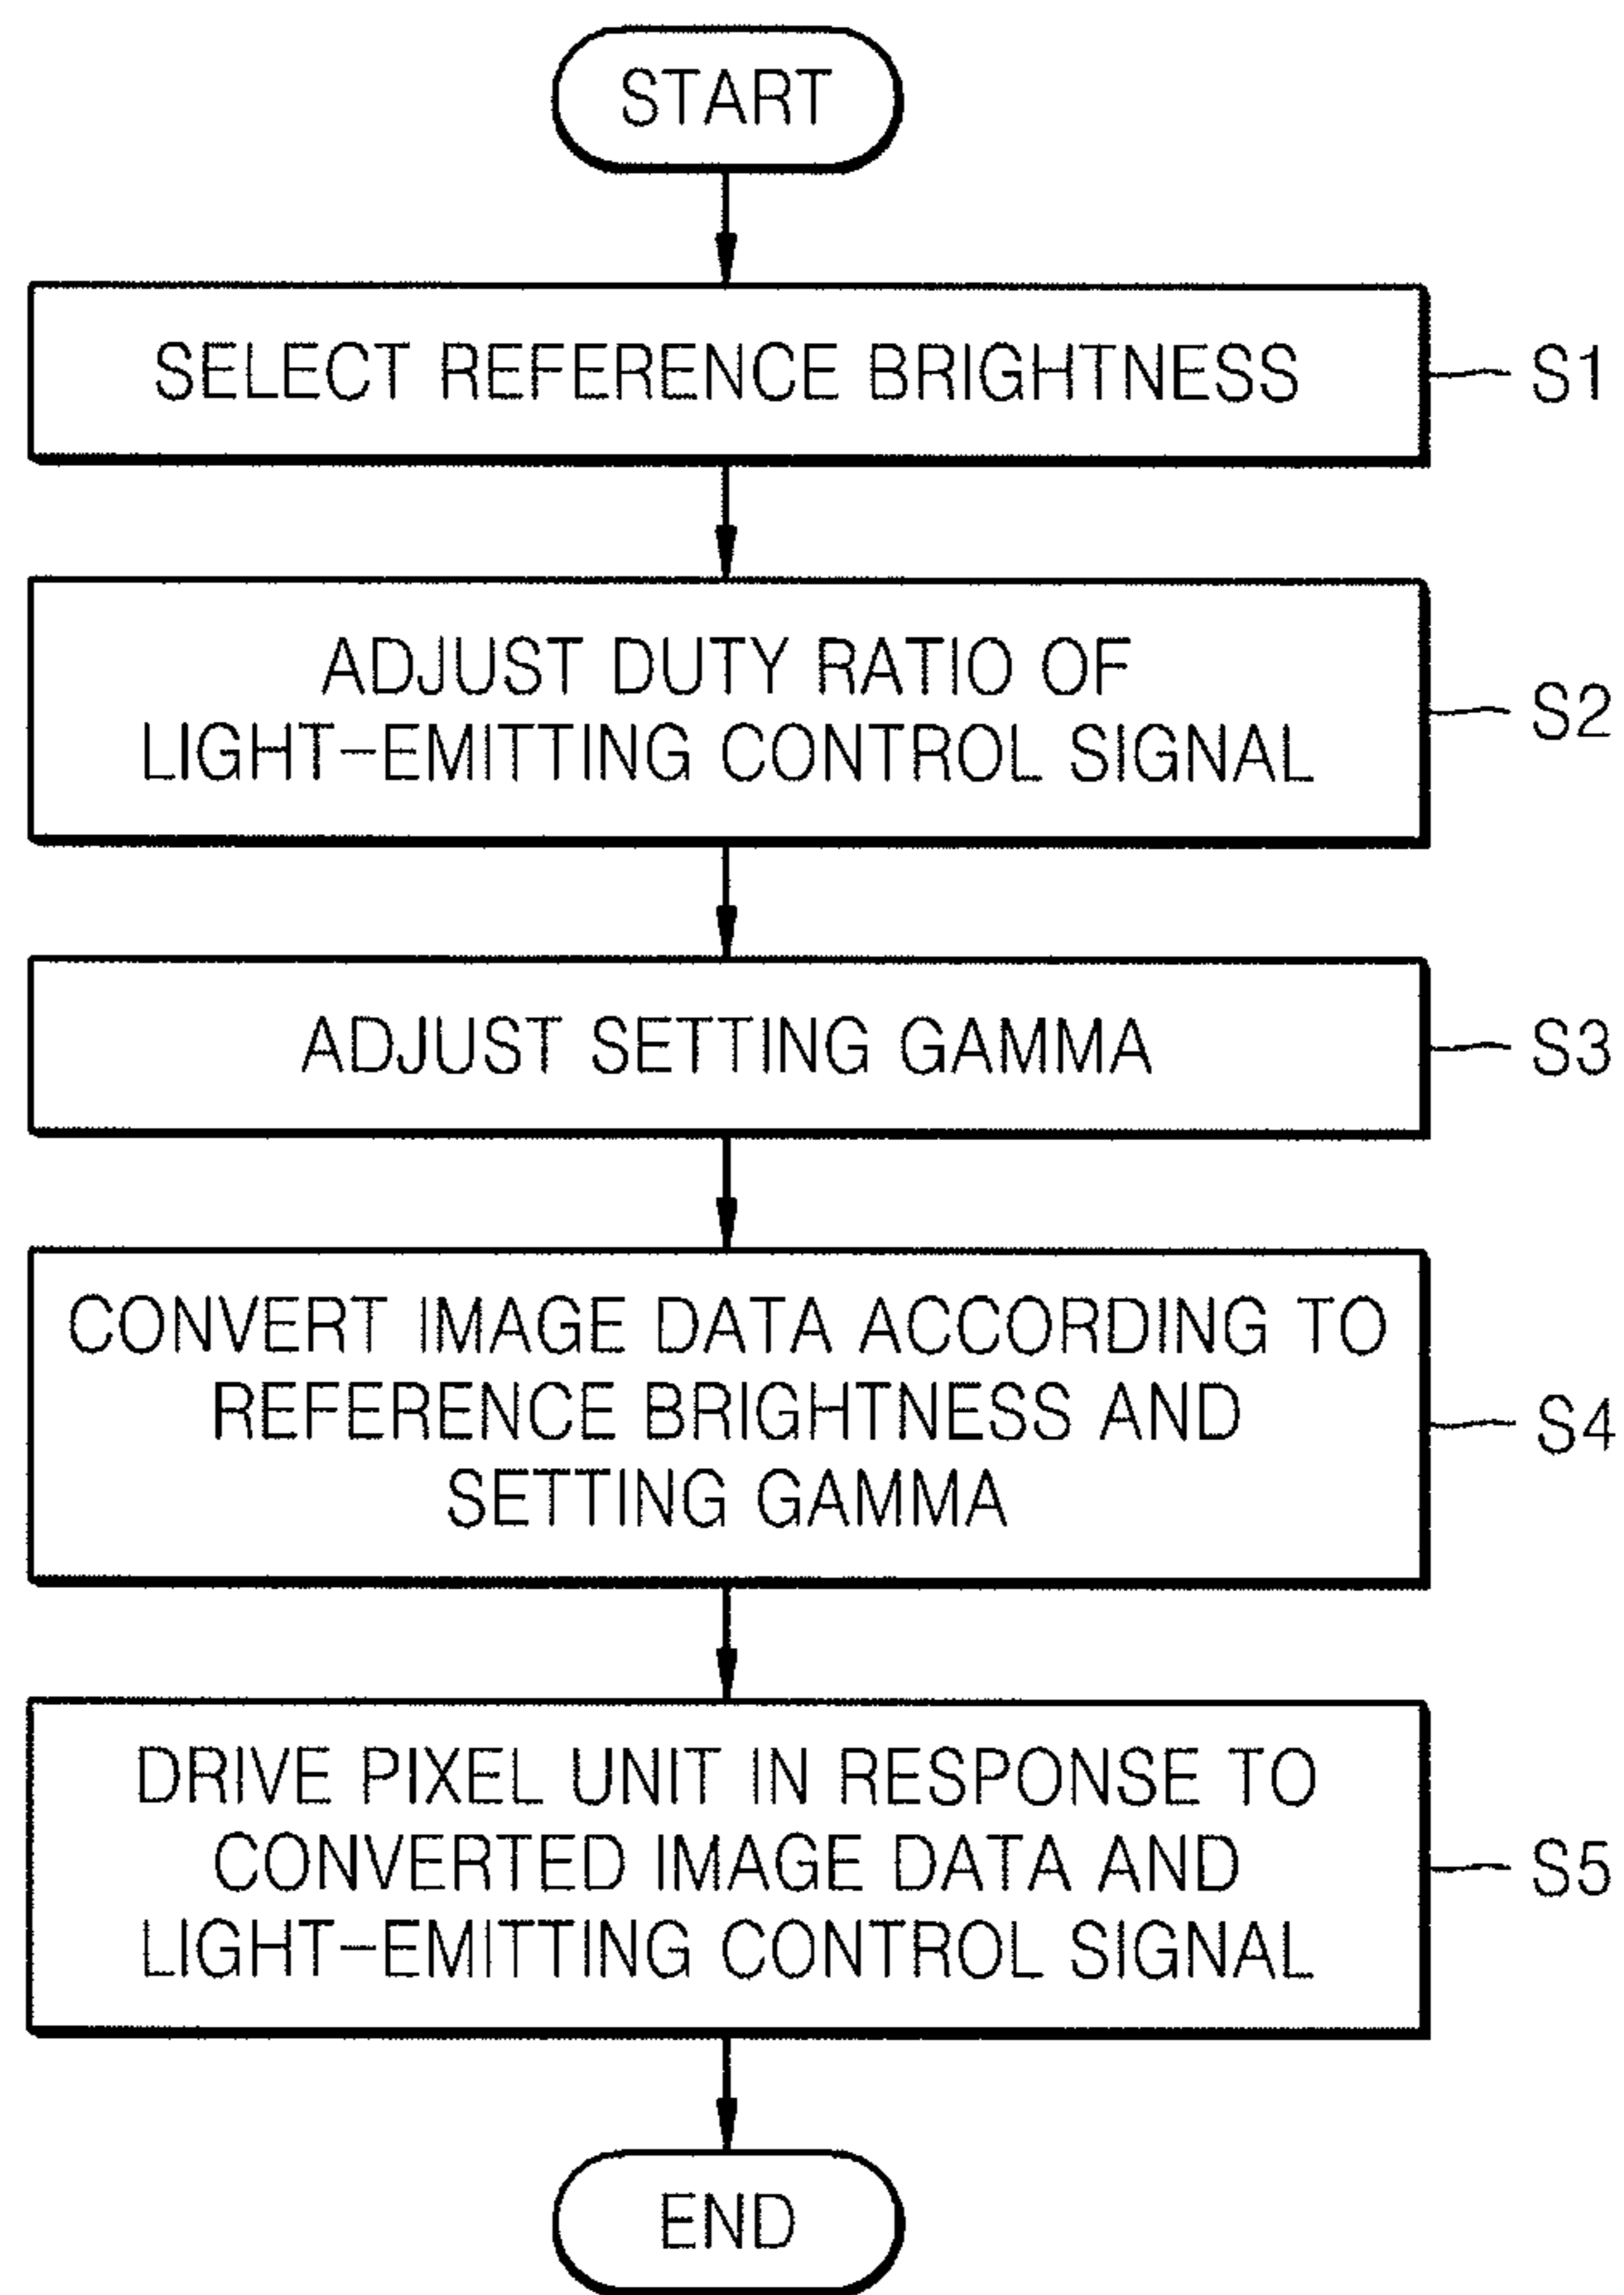 START
SELECT REFERENCE BRIGHTNESS
S1
ADJUST DUTY RATIO OF
LIGHT-EMITTING CONTROL SIGNAL
S2
ADJUST SETTING GAMMA
S3
CONVERT IMAGE DATA ACCORDING TO
REFERENCE BRIGHTNESS AND
SETTING GAMMA
S4
DRIVE PIXEL UNIT IN RESPONSE TO
CONVERTED IMAGE DATA AND
LIGHT-EMITTING CONTROL SIGNAL
S5
END